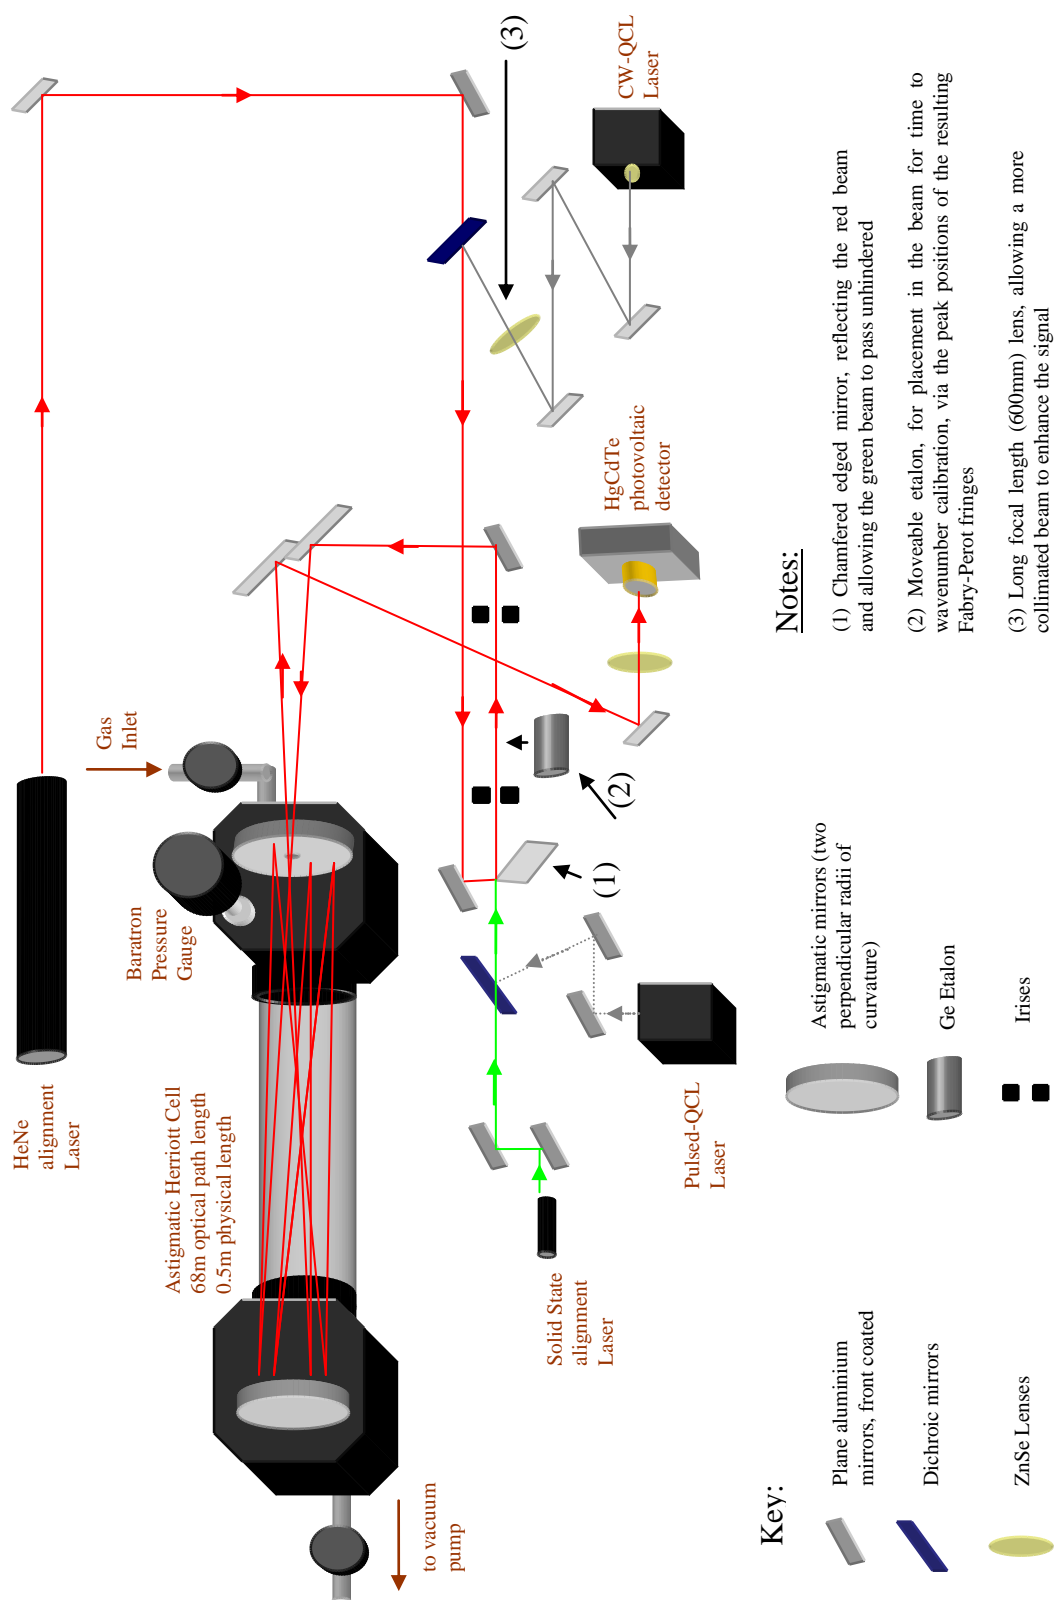 HeNe
alignment
Laser
Gas
Inlet
Baratron
Pressure
Gauge
Astigmatic Herriott Cell
68m optical path length
0.5m physical length
to vacuum
pump
Solid State
alignment
Laser
Pulsed-QCL
Laser
(1)
(2)
HgCdTe
photovoltaic
detector
(3)
CW-QCL
Laser
Key:
Plane aluminium
mirrors, front coated
Dichroic mirrors
ZnSe Lenses
Astigmatic mirrors (two
perpendicular radii of
curvature)
Ge Etalon
Irises
Notes:
(1) Chamfered edged mirror, reflecting the red beam
and allowing the green beam to pass unhindered
(2) Moveable etalon, for placement in the beam for time to
wavenumber calibration, via the peak positions of the resulting
Fabry-Perot fringes
(3) Long focal length (600mm) lens, allowing a more
collimated beam to enhance the signal